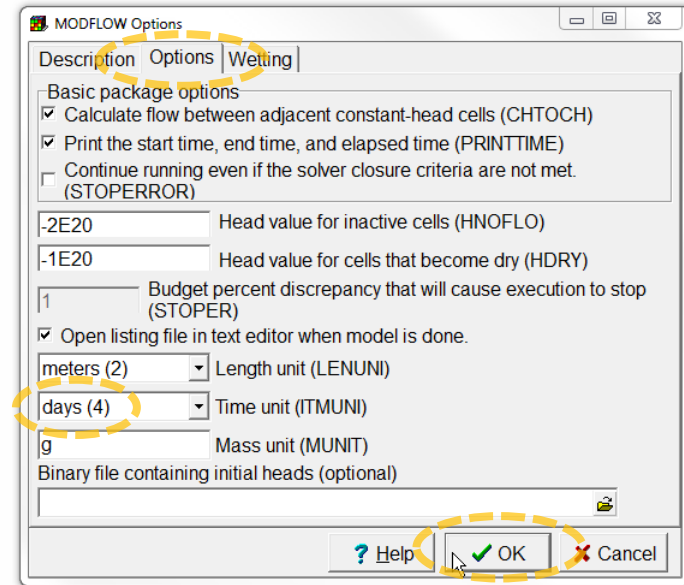 MODFLOW Options
Description Options Wetting
Basic package options
Calculate flow between adjacent constant-head cells (CHTOCH)
Print the start time, end time, and elapsed time (PRINTTIME)
Continue running even if the solver closure criteria are not met.
(STOPERROR)
-2E20 Head value for inactive cells (HNOFLO)
-1E20 Head value for cells that become dry (HDRY)
1 Budget percent discrepancy that will cause execution to stop
(STOPER)
Open listing file in text editor when model is done.
meters (2) Length unit (LENUNI)
days (4) Time unit (ITMUNI)
g Mass unit (MUNIT)
Binary file containing initial heads (optional)
? Help OK Cancel